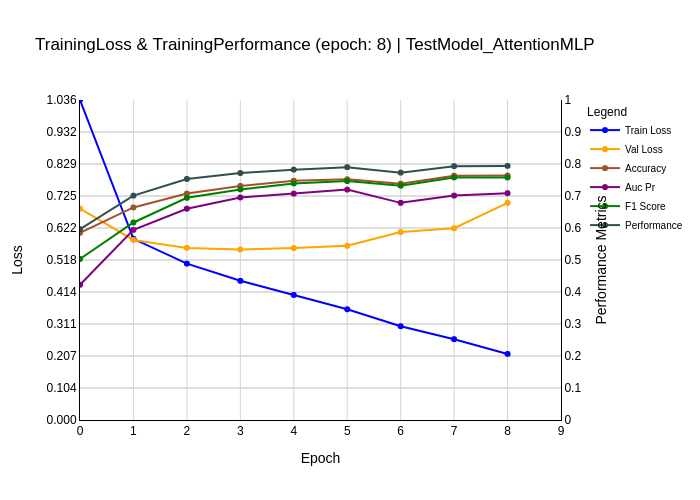 TrainingLoss & TrainingPerformance (epoch: 8) | TestModel_AttentionMLP
1.036
0.932
0.829
0.725
0.622
0.518
0.414
0.311
0.207
0.104
0.000
Loss
0 1 2 3 4 5 6 7 8 9
Epoch
1
0.9
0.8
0.7
0.6
0.5
0.4
0.3
0.2
0.1
0
Performance Metrics
Legend
Train Loss
Val Loss
Accuracy
Auc Pr
F1 Score
Performance